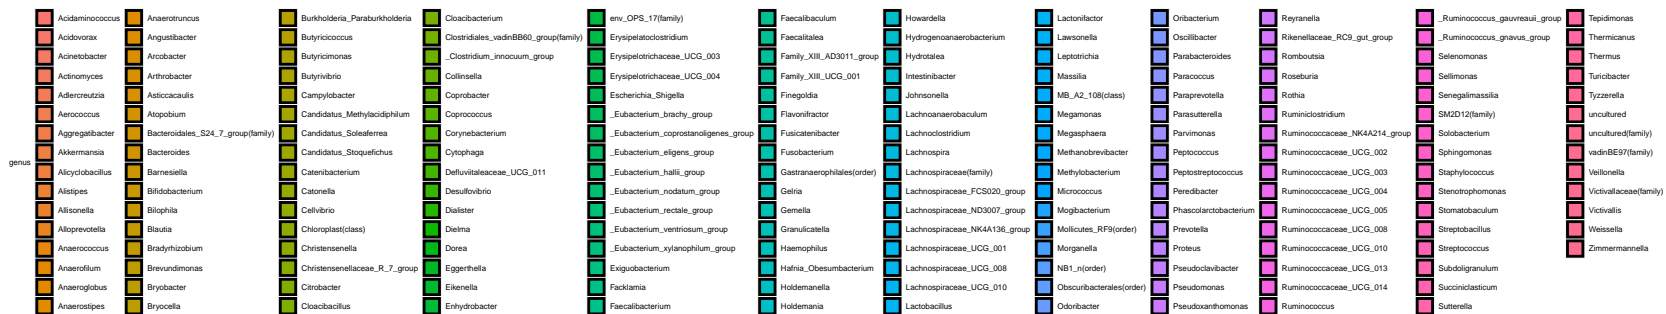 genus
Acidaminococcus
Acidovorax
Acinetobacter
Actinomyces
Adlercreutzia
Aerococcus
Aggregatibacter
Akkermansia
Alicyclobacillus
Alistipes
Allisonella
Alloprevotella
Anaerococcus
Anaerofilum
Anaeroglobus
Anaerostipes
Anaerotruncus
Angustibacter
Arcobacter
Arthrobacter
Asticcacaulis
Atopobium
Bacteroidales_S24_7_group(family)
Bacteroides
Barnesiella
Bifidobacterium
Bilophila
Blautia
Bradyrhizobium
Brevundimonas
Bryobacter
Bryocella
Burkholderia_Paraburkholderia
Butyricicoccus
Butyricimonas
Butyrivibrio
Campylobacter
Candidatus_Methylacidiphilum
Candidatus_Soleaferrea
Candidatus_Stoquefichus
Catenibacterium
Catonella
Cellvibrio
Chloroplast(class)
Christensenella
Christensenellaceae_R_7_group
Citrobacter
Cloacibacillus
Cloacibacterium
Clostridiales_vadinBB60_group(family)
_Clostridium_innocuum_group
Collinsella
Coprobacter
Coprococcus
Corynebacterium
Cytophaga
Defluviitaleaceae_UCG_011
Desulfovibrio
Dialister
Dielma
Dorea
Eggerthella
Eikenella
Enhydrobacter
env_OPS_17(family)
Erysipelatoclostridium
Erysipelotrichaceae_UCG_003
Erysipelotrichaceae_UCG_004
Escherichia_Shigella
_Eubacterium_brachy_group
_Eubacterium_coprostanoligenes_group
_Eubacterium_eligens_group
_Eubacterium_hallii_group
_Eubacterium_nodatum_group
_Eubacterium_rectale_group
_Eubacterium_ventriosum_group
_Eubacterium_xylanophilum_group
Exiguobacterium
Facklamia
Faecalibacterium
Faecalibaculum
Faecalitalea
Family_XIII_AD3011_group
Family_XIII_UCG_001
Finegoldia
Flavonifractor
Fusicatenibacter
Fusobacterium
Gastranaerophilales(order)
Gelria
Gemella
Granulicatella
Haemophilus
Hafnia_Obesumbacterium
Holdemanella
Holdemania
Howardella
Hydrogenoanaerobacterium
Hydrotalea
Intestinibacter
Johnsonella
Lachnoanaerobaculum
Lachnoclostridium
Lachnospira
Lachnospiraceae(family)
Lachnospiraceae_FCS020_group
Lachnospiraceae_ND3007_group
Lachnospiraceae_NK4A136_group
Lachnospiraceae_UCG_001
Lachnospiraceae_UCG_008
Lachnospiraceae_UCG_010
Lactobacillus
Lactonifactor
Lawsonella
Leptotrichia
Massilia
MB_A2_108(class)
Megamonas
Megasphaera
Methanobrevibacter
Methylobacterium
Micrococcus
Mogibacterium
Mollicutes_RF9(order)
Morganella
NB1_n(order)
Obscuribacterales(order)
Odoribacter
Oribacterium
Oscillibacter
Parabacteroides
Paracoccus
Paraprevotella
Parasutterella
Parvimonas
Peptococcus
Peptostreptococcus
Peredibacter
Phascolarctobacterium
Prevotella
Proteus
Pseudoclavibacter
Pseudomonas
Pseudoxanthomonas
Reyranella
Rikenellaceae_RC9_gut_group
Romboutsia
Roseburia
Rothia
Ruminiclostridium
Ruminococcaceae_NK4A214_group
Ruminococcaceae_UCG_002
Ruminococcaceae_UCG_003
Ruminococcaceae_UCG_004
Ruminococcaceae_UCG_005
Ruminococcaceae_UCG_008
Ruminococcaceae_UCG_010
Ruminococcaceae_UCG_013
Ruminococcaceae_UCG_014
Ruminococcus
_Ruminococcus_gauvreauii_group
_Ruminococcus_gnavus_group
Selenomonas
Sellimonas
Senegalimassilia
SM2D12(family)
Solobacterium
Sphingomonas
Staphylococcus
Stenotrophomonas
Stomatobaculum
Streptobacillus
Streptococcus
Subdoligranulum
Succiniclasticum
Sutterella
Tepidimonas
Thermicanus
Thermus
Turicibacter
Tyzzerella
uncultured
uncultured(family)
vadinBE97(family)
Veillonella
Victivallaceae(family)
Victivallis
Weissella
Zimmermannella